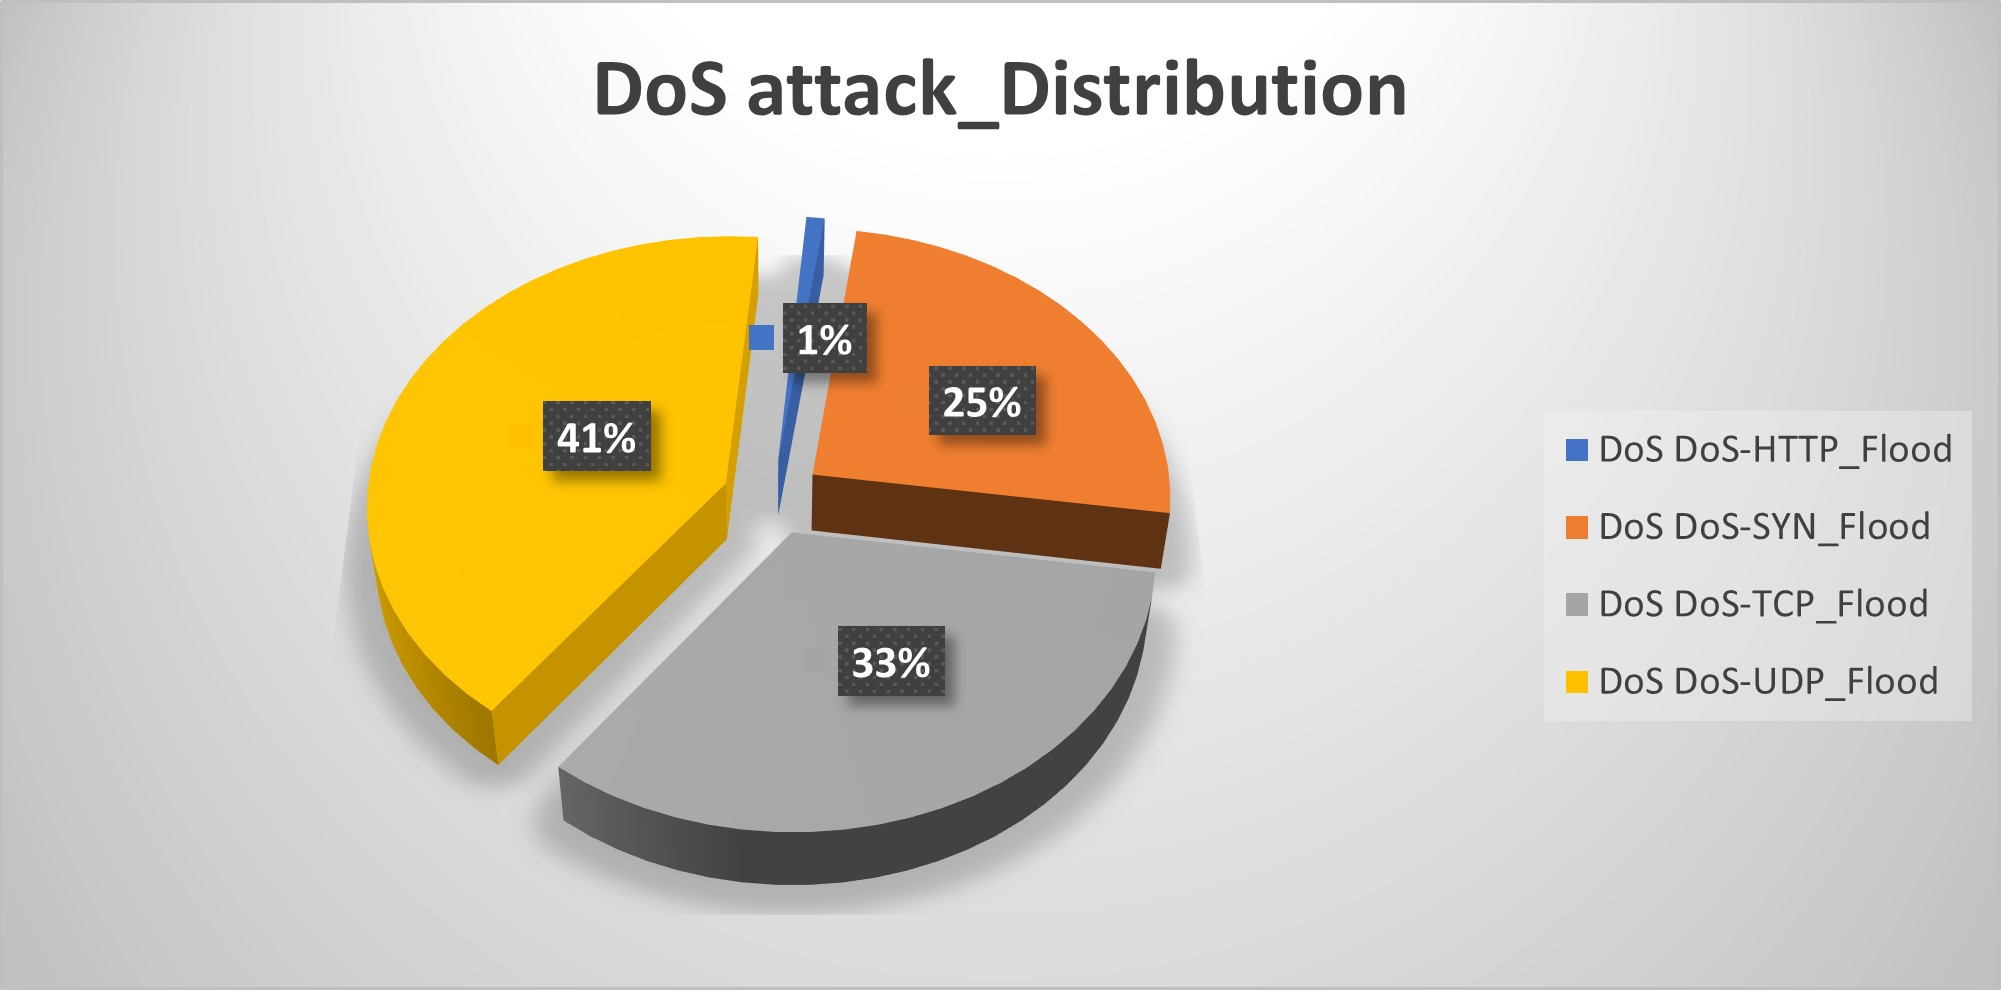 DoS attack_Distribution
1%
25%
41%
33%
DoS DoS-HTTP_Flood
DoS DoS-SYN_Flood
DoS DoS-TCP_Flood
DoS DoS-UDP_Flood